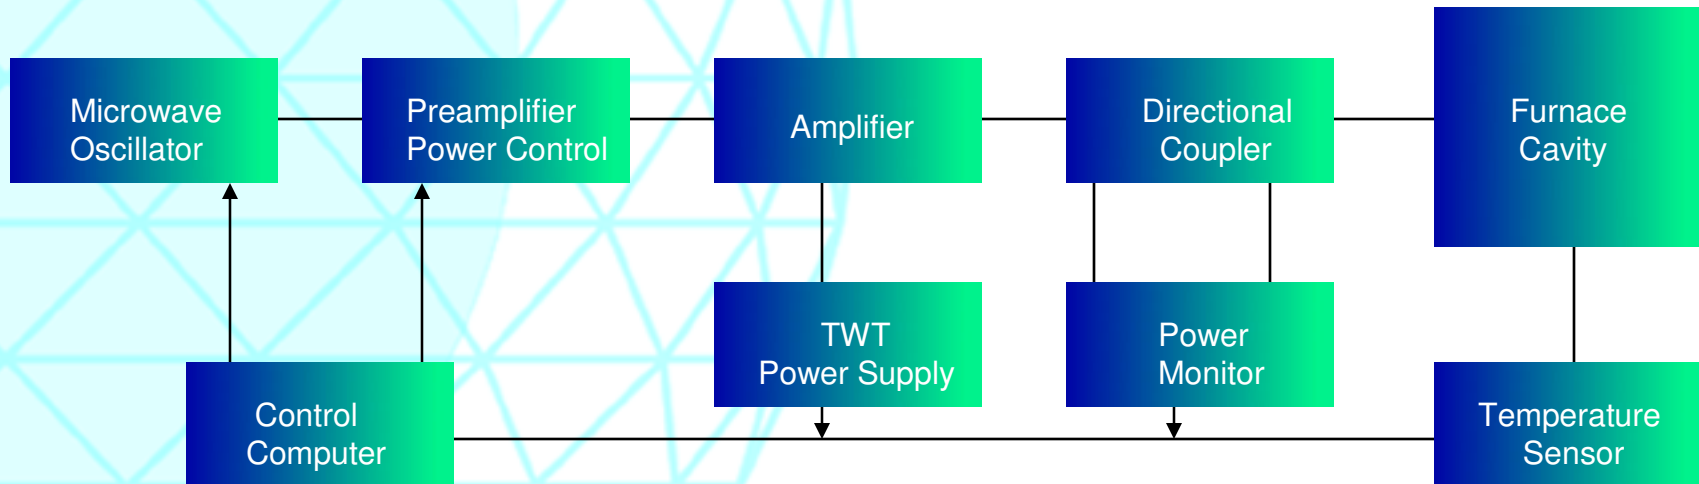 Microwave
Oscillator
Preamplifier
Power Control
Amplifier
Directional
Coupler
Furnace
Cavity
TWT
Power Supply
Power
Monitor
Control
Computer
Temperature
Sensor